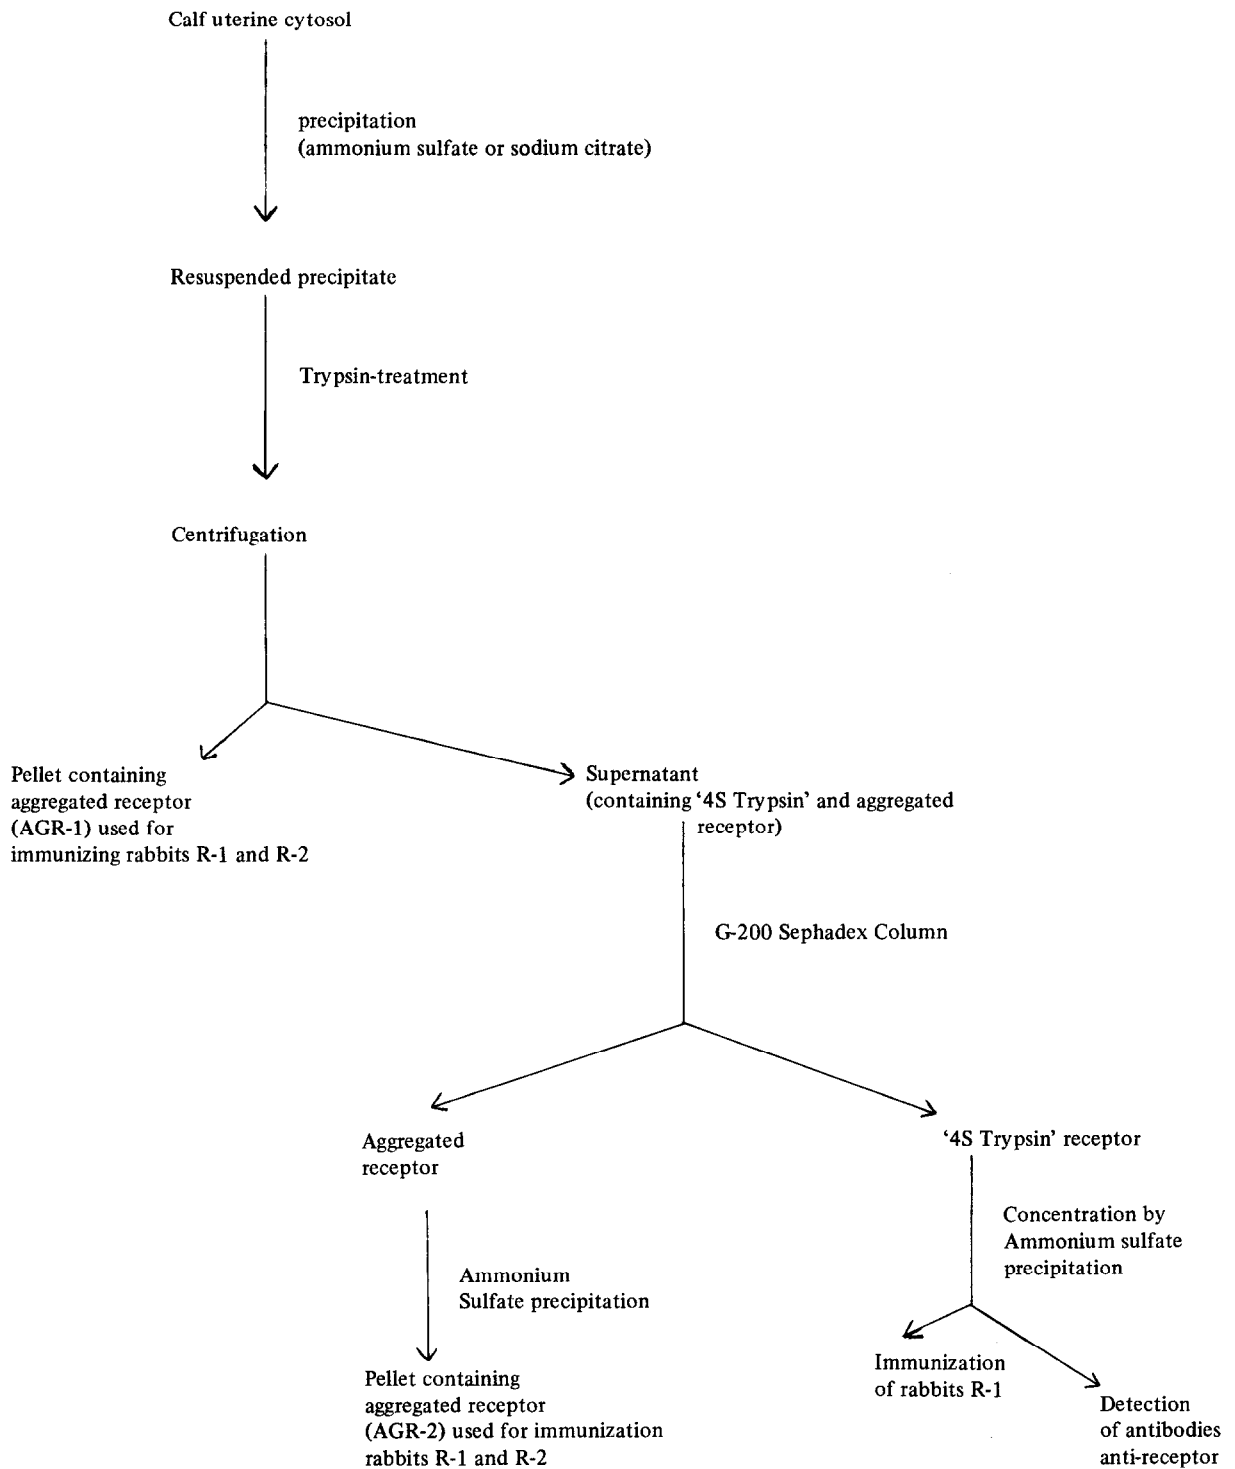 Calf uterine cytosol
precipitation
(ammonium sulfate or sodium citrate)
Resuspended precipitate
Trypsin-treatment
Centrifugation
Pellet containing
aggregated receptor
(AGR-1) used for
immunizing rabbits R-1 and R-2
Supernatant
(containing ‘4S Trypsin’ and aggregated
receptor)
G-200 Sephadex Column
Aggregated
receptor
Ammonium
Sulfate precipitation
Pellet containing
aggregated receptor
(AGR-2) used for immunization
rabbits R-1 and R-2
‘4S Trypsin’ receptor
Concentration by
Ammonium sulfate
precipitation
Immunization
of rabbits R-1
Detection
of antibodies
anti-receptor